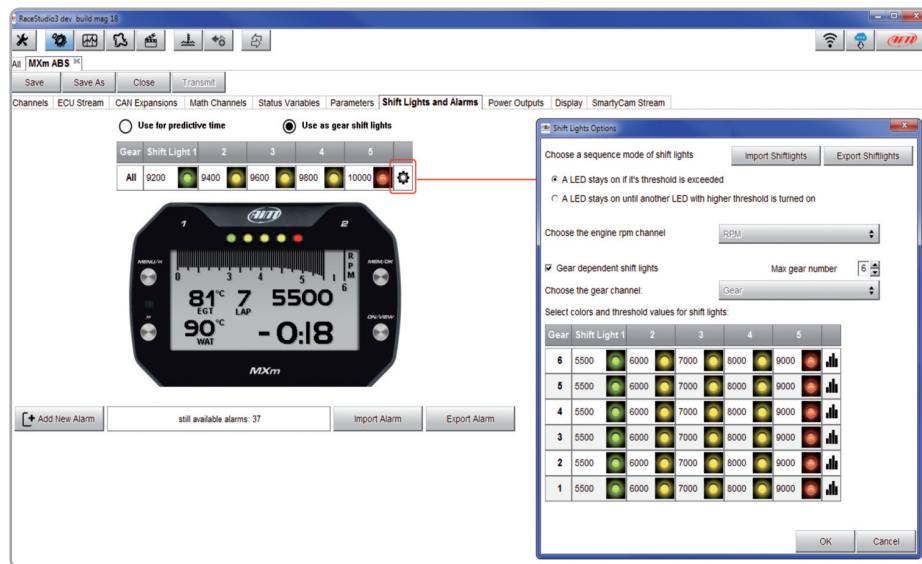 RaceStudio3 dev build mag 18
AiM
All MXm ABS
Save Save As Close Transmit
Channels ECU Stream CAN Expansions Math Channels Status Variables Parameters Shift Lights and Alarms Power Outputs Display SmartyCam Stream
Use for predictive time Use as gear shift lights
Gear Shift Light 1 2 3 4 5
All 9200 9400 9600 9800 10000
AiM
1 2
MENU/« MEM/OK
0 3 4 5 6 RPM
81°C 7 5500
EGT LAP
» ON/VIEW
90°C -0:18
WAT
MXm
Add New Alarm still available alarms: 37 Import Alarm Export Alarm
Shift Lights Options
Choose a sequence mode of shift lights Import Shiftlights Export Shiftlights
A LED stays on if it's threshold is exceeded
A LED stays on until another LED with higher threshold is turned on
Choose the engine rpm channel RPM
Gear dependent shift lights Max gear number 6
Choose the gear channel: Gear
Select colors and threshold values for shift lights:
Gear Shift Light 1 2 3 4 5
6 5500 6000 7000 8000 9000
5 5500 6000 7000 8000 9000
4 5500 6000 7000 8000 9000
3 5500 6000 7000 8000 9000
2 5500 6000 7000 8000 9000
1 5500 6000 7000 8000 9000
OK Cancel